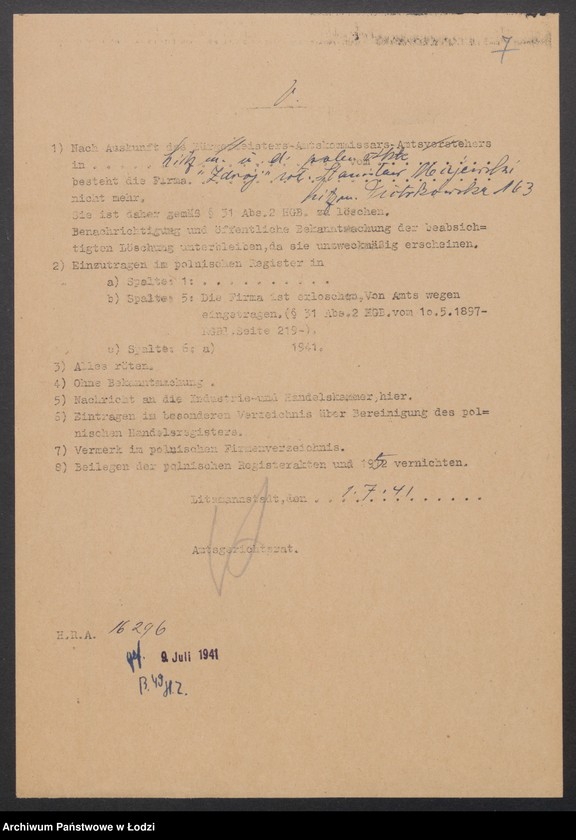 7
V.
1) Nach Auskunft des Bürgermeisters-Amtskommissars-Amtsvorstehers
in . . . . Litzm. u. d. poln. vom
besteht die Firma. "Zdrój" wł. Stanisław Majewski
nicht mehr. Litzm. Piotrkowska 163
Sie ist daher gemäß § 31 Abs.2 HGB. zu löschen.
Benachrichtigung und öffentliche Bekanntmachung der beabsich=
tigten Löschung unterbleiben,da sie unzweckmäßig erscheinen.
2) Einzutragen im polnischen Register in
a) Spalte: 1: . . . . . . . . . . .
b) Spalte: 5: Die Firma ist erloschen.Von Amts wegen
eingetragen.(§ 31 Abs.2 HGB.vom 10.5.1897-
RGBl.Seite 219-).
c) Spalte: 6: a) 1941.
3) Alles röten.
4) Ohne Bekanntmachung .
5) Nachricht an die Industrie-und Handelskammer,hier.
6) Eintragen im besonderen Verzeichnis über Bereinigung des pol=
nischen Handelsregisters.
7) Vermerk im polnischen Firmenverzeichnis.
8) Beilegen der polnischen Registerakten und 1952 vernichten.
Litzmannstadt,den . . 1.7.41 . . . .
Amtsgerichtsrat.
H.R.A. 16296
gef. 9. Juli 1941
B.49 H.Z.
Archiwum Państwowe w Łodzi